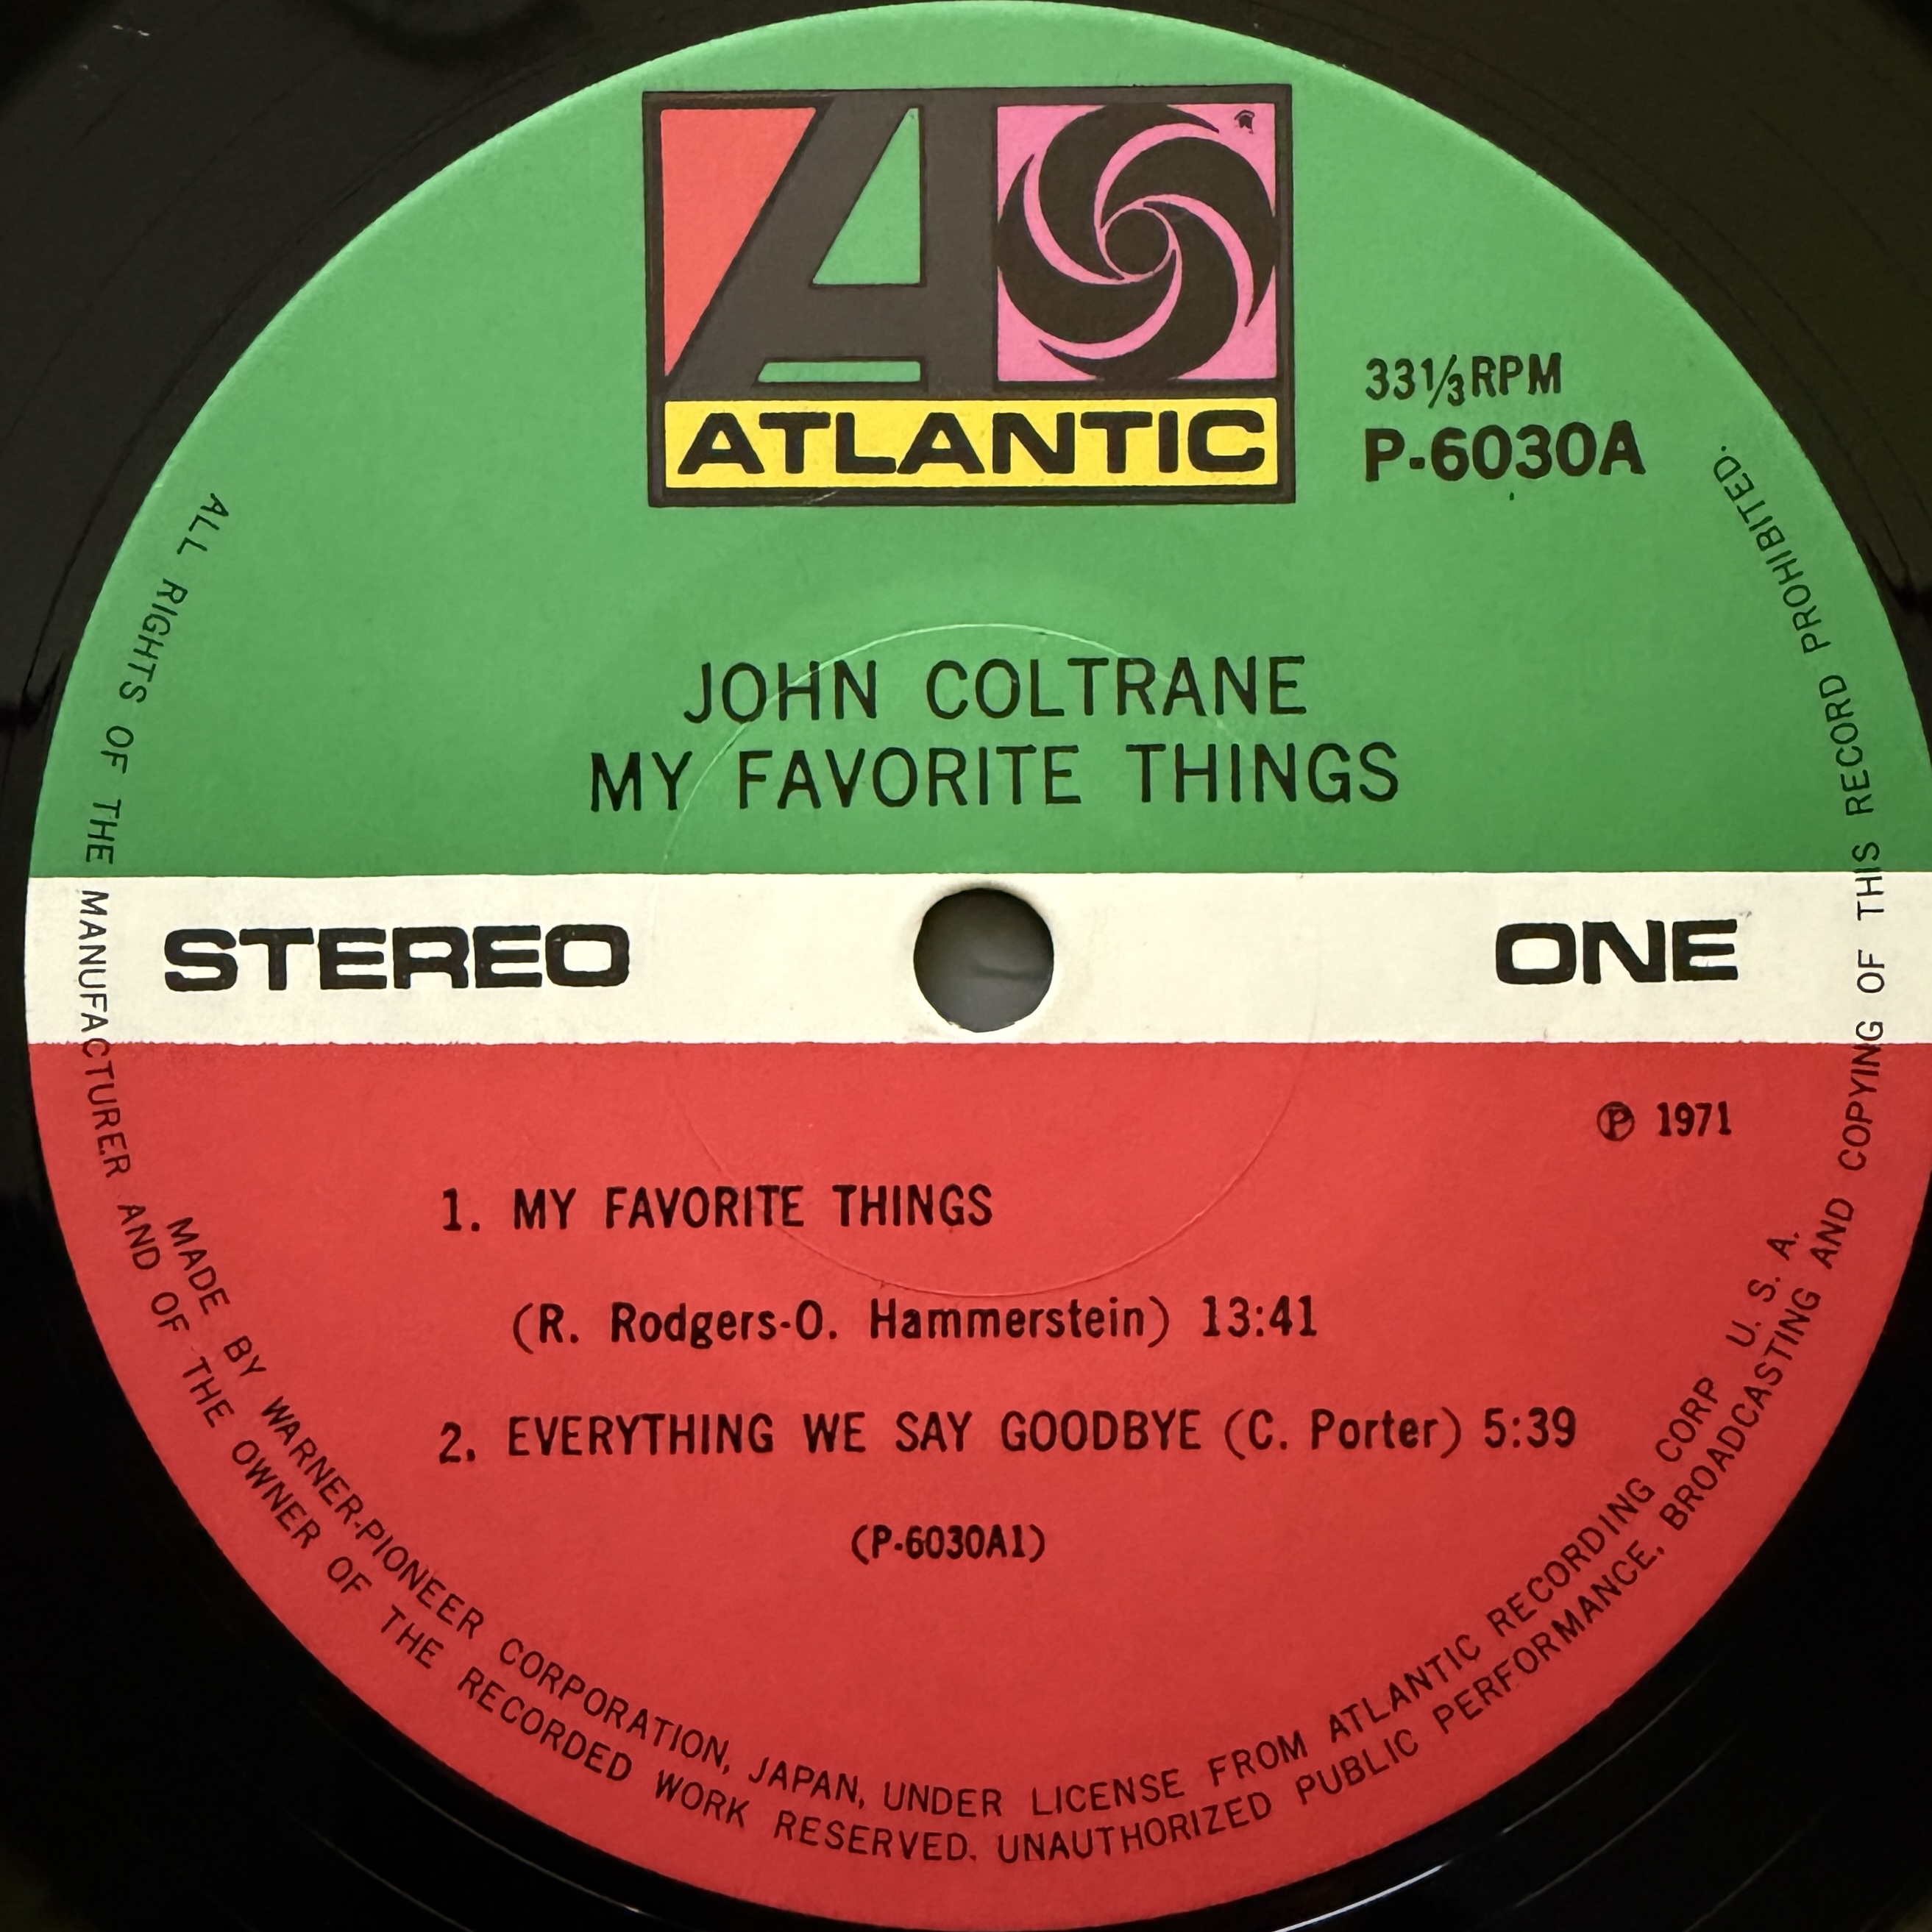 ATLANTIC
33⅓RPM
P-6030A
JOHN COLTRANE
MY FAVORITE THINGS
STEREO
ONE
℗ 1971
1. MY FAVORITE THINGS
(R. Rodgers-O. Hammerstein) 13:41
2. EVERYTHING WE SAY GOODBYE (C. Porter) 5:39
(P-6030A1)
MADE BY WARNER-PIONEER CORPORATION, JAPAN, UNDER LICENSE FROM ATLANTIC RECORDING CORP U. S. A.
ALL RIGHTS OF THE MANUFACTURER AND OF THE OWNER OF THE RECORDED WORK RESERVED. UNAUTHORIZED PUBLIC PERFORMANCE, BROADCASTING AND COPYING OF THIS RECORD PROHIBITED.